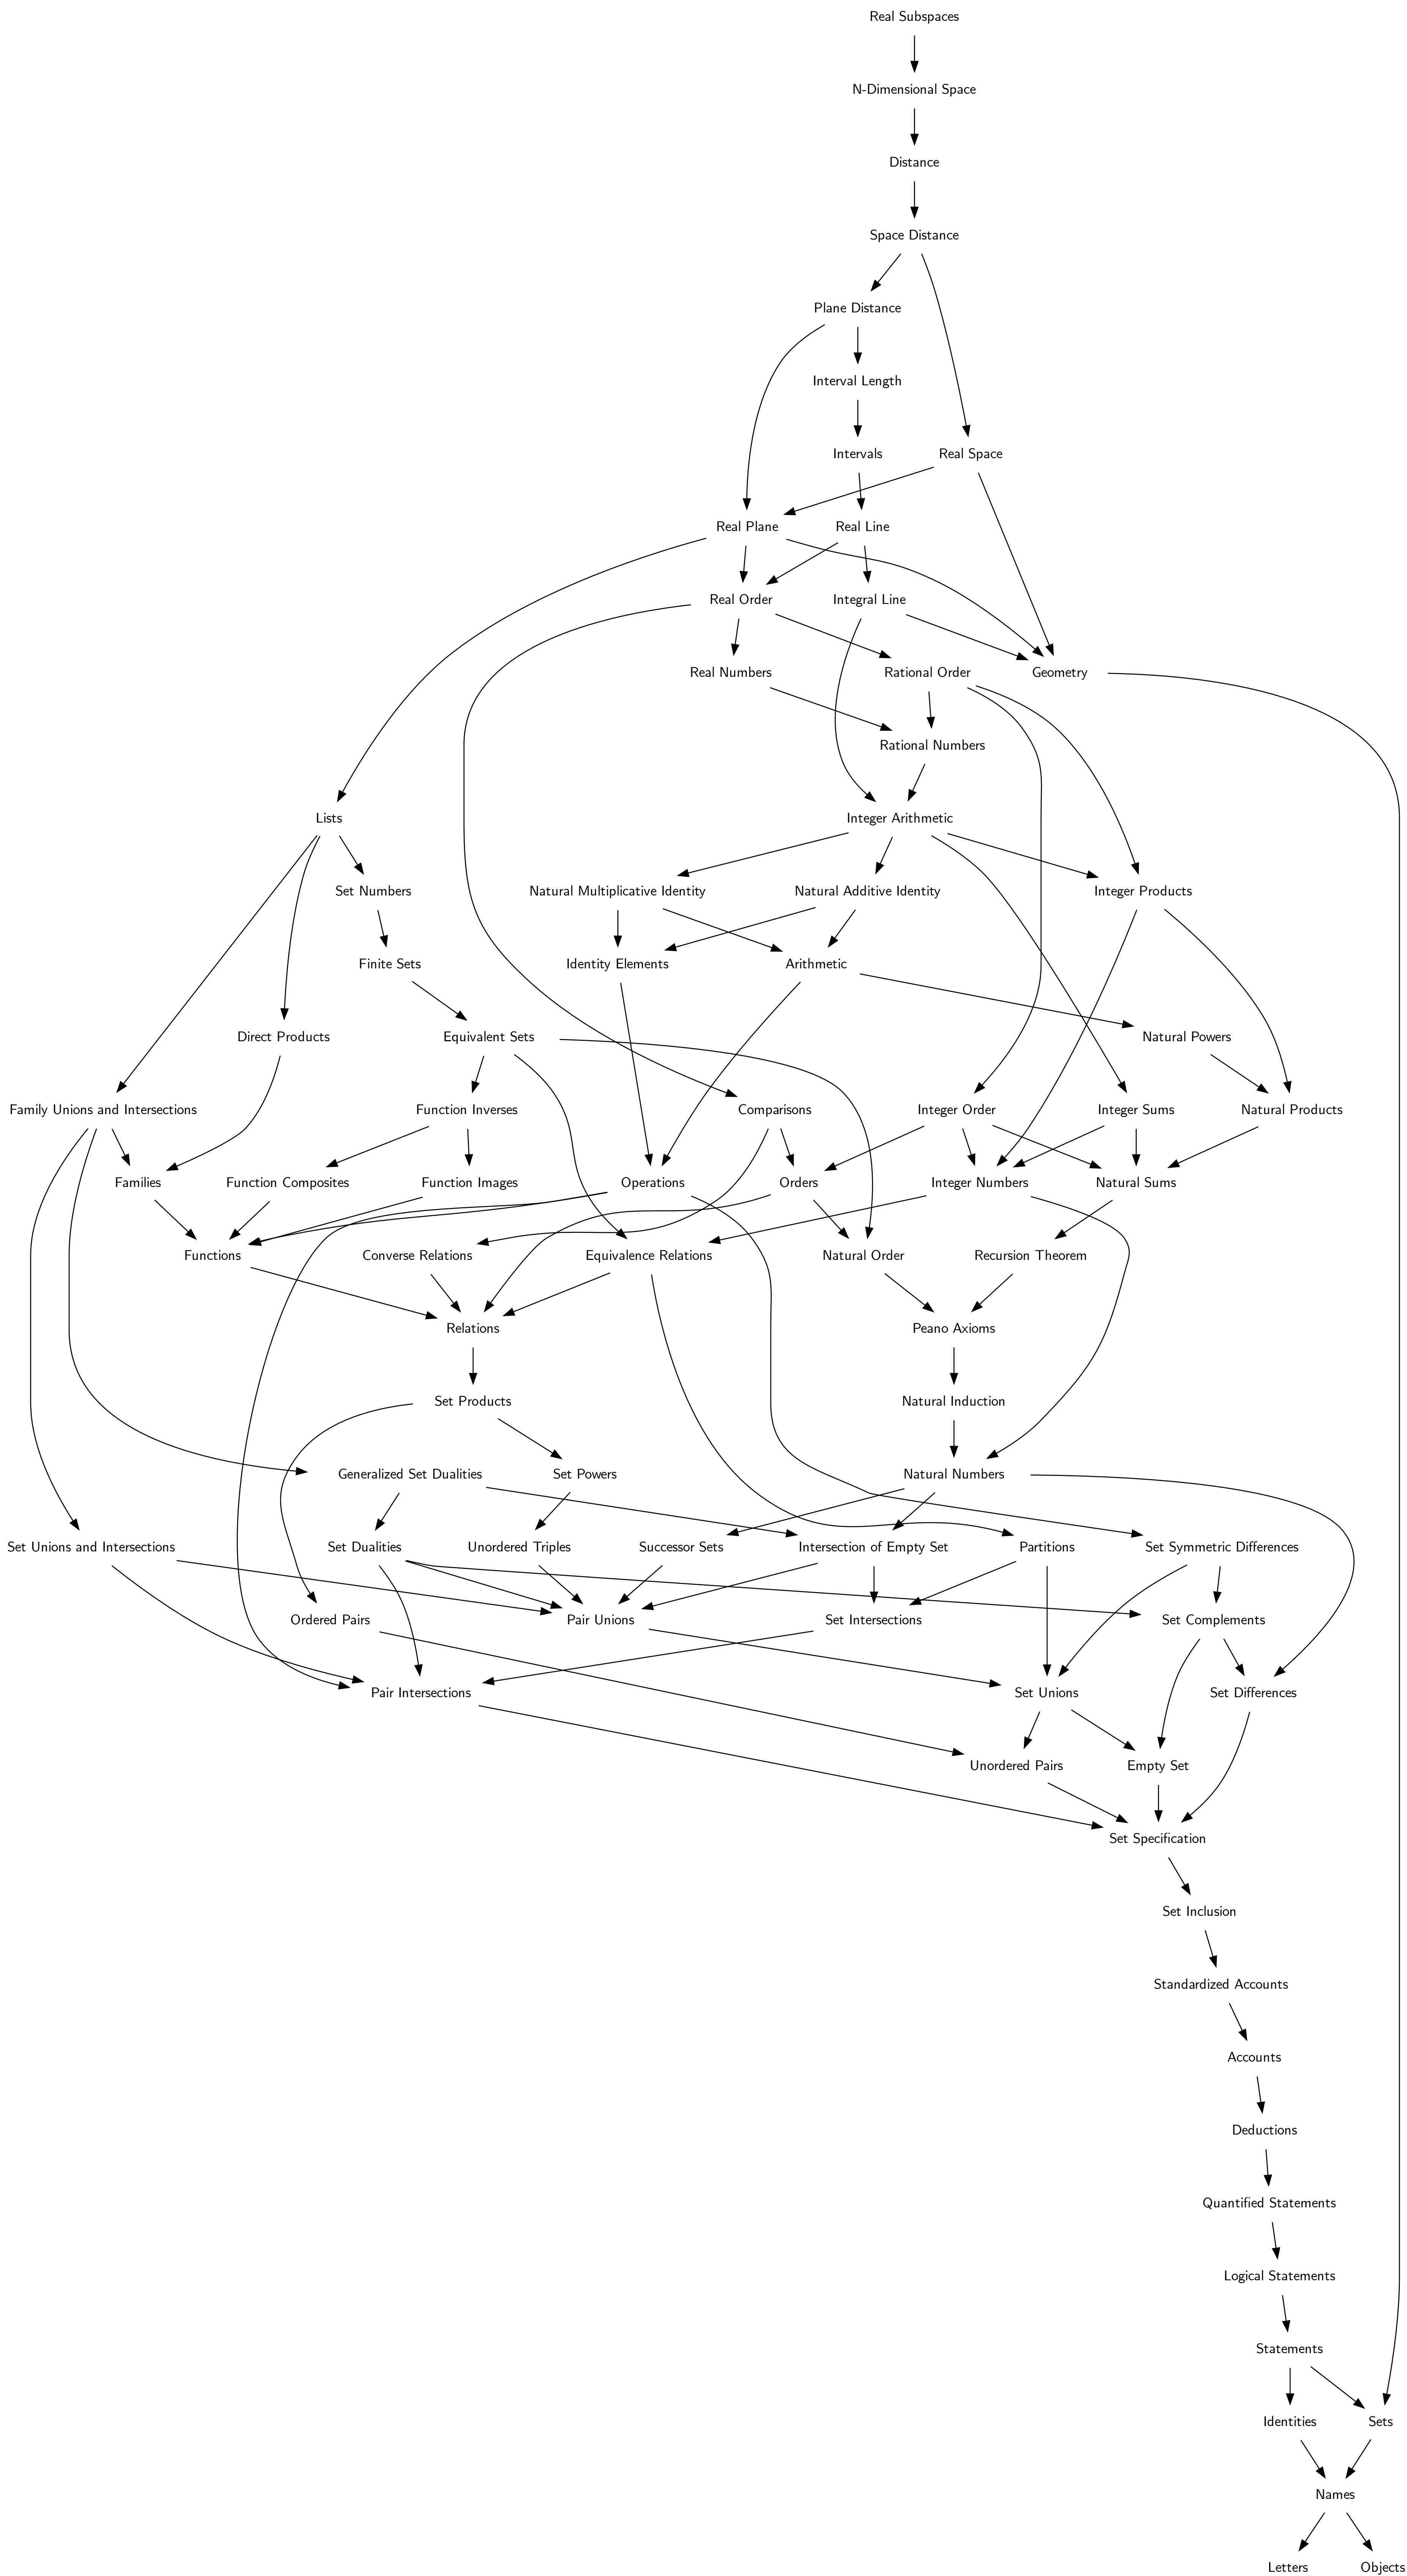 Real Subspaces
N-Dimensional Space
Distance
Space Distance
Plane Distance
Interval Length
Intervals
Real Space
Real Plane
Real Line
Real Order
Integral Line
Real Numbers
Rational Order
Geometry
Rational Numbers
Lists
Integer Arithmetic
Set Numbers
Natural Multiplicative Identity
Natural Additive Identity
Integer Products
Finite Sets
Identity Elements
Arithmetic
Direct Products
Equivalent Sets
Natural Powers
Family Unions and Intersections
Function Inverses
Comparisons
Integer Order
Integer Sums
Natural Products
Families
Function Composites
Function Images
Operations
Orders
Integer Numbers
Natural Sums
Functions
Converse Relations
Equivalence Relations
Natural Order
Recursion Theorem
Relations
Peano Axioms
Set Products
Natural Induction
Generalized Set Dualities
Set Powers
Natural Numbers
Set Unions and Intersections
Set Dualities
Unordered Triples
Successor Sets
Intersection of Empty Set
Partitions
Set Symmetric Differences
Ordered Pairs
Pair Unions
Set Intersections
Set Complements
Pair Intersections
Set Unions
Set Differences
Unordered Pairs
Empty Set
Set Specification
Set Inclusion
Standardized Accounts
Accounts
Deductions
Quantified Statements
Logical Statements
Statements
Identities
Sets
Names
Letters
Objects